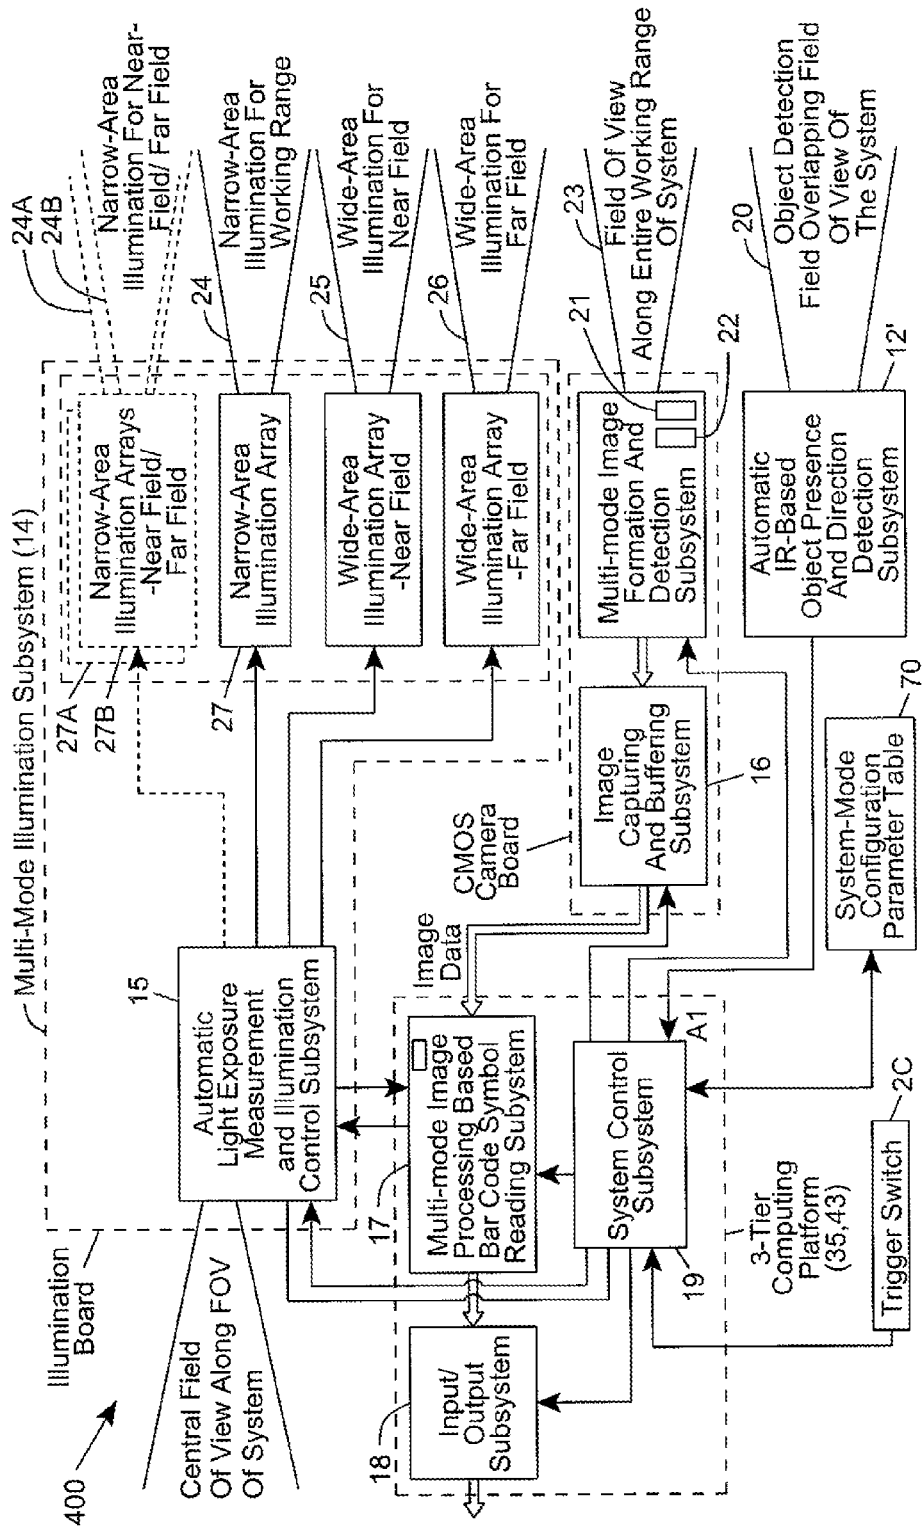 400
Illumination
Board
Multi-Mode Illumination Subsystem (14)
Central Field
Of View Along FOV
Of System
15
Automatic
Light Exposure
Measurement
and Illumination
Control Subsystem
27A
27B
Narrow-Area
Illumination Arrays-
-Near Field/
Far Field
24A
24B
Narrow-Area
Illumination For Near-
Field/ Far Field
27
Narrow-Area
Illumination Array
24
Narrow-Area
Illumination For
Working Range
Wide-Area
Illumination Array-
-Near Field
25
Wide-Area
Illumination For
Near Field
Wide-Area
Illumination Array
-Far Field
26
Wide-Area
Illumination For
Far Field
17
Multi-mode Image
Processing Based
Bar Code Symbol
Reading Subsystem
18
Input/
Output
Subsystem
Image
Data
CMOS
Camera
Board
Image
Capturing
And Buffering
Subsystem
16
Multi-mode Image
Formation And
Detection
Subsystem
21
22
23
Field Of View
Along Entire Working Range
Of System
System Control
Subsystem
19
A1
3-Tier
Computing
Platform
(35,43)
Automatic
IR-Based
Object Presence
And Direction
Detection
Subsystem
12'
20
Object Detection
Field Overlapping Field
Of View Of
The System
System-Mode
Configuration
Parameter Table
70
Trigger Switch
2C